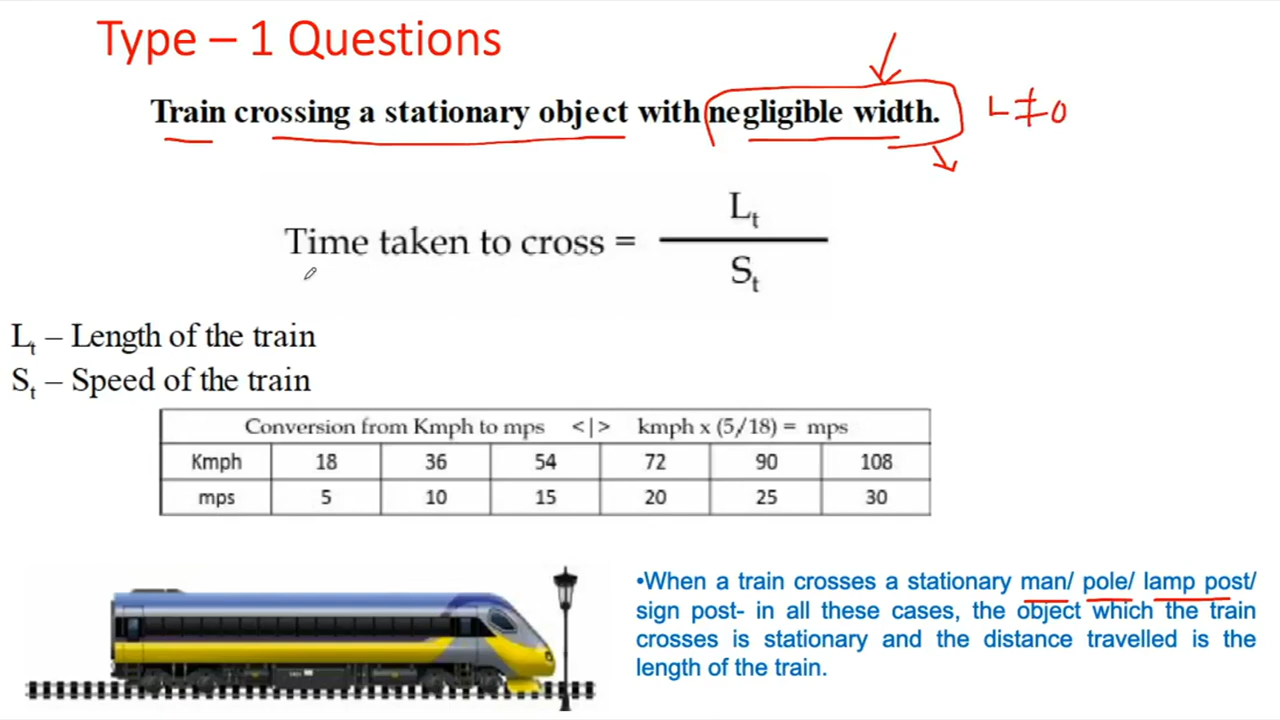 Type – 1 Questions
Train crossing a stationary object with negligible width. L≠0
Time taken to cross = Lt / St
Lt – Length of the train
St – Speed of the train
Conversion from Kmph to mps <|> kmph x (5/18) = mps
Kmph 18 36 54 72 90 108
mps 5 10 15 20 25 30
•When a train crosses a stationary man/ pole/ lamp post/
sign post- in all these cases, the object which the train
crosses is stationary and the distance travelled is the
length of the train.